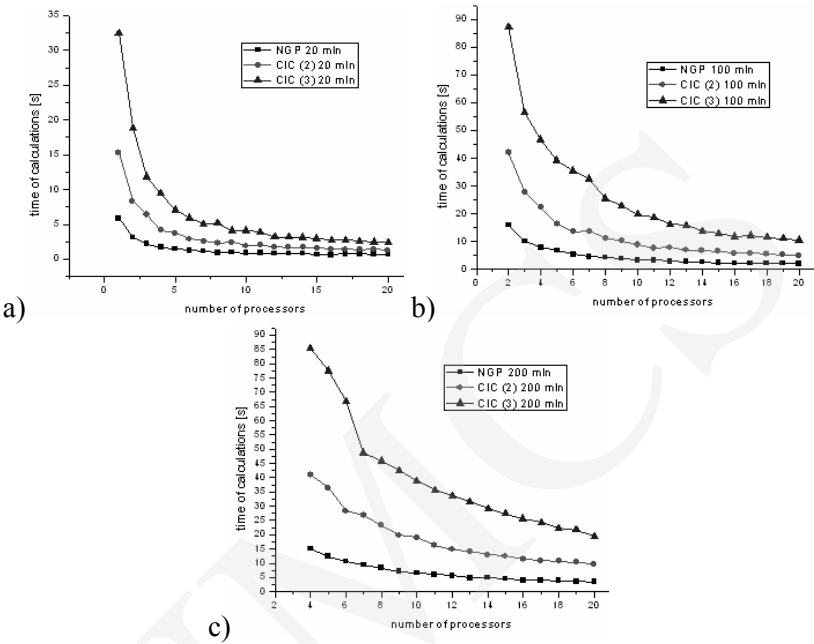 35
30
25
20
15
10
5
0
time of calculations [s]
NGP 20 mln
CIC (2) 20 mln
CIC (3) 20 mln
0 5 10 15 20
number of processors
a)
90
80
70
60
50
40
30
20
10
0
time of calculations [s]
NGP 100 mln
CIC (2) 100 mln
CIC (3) 100 mln
0 2 4 6 8 10 12 14 16 18 20
number of processors
b)
90
85
80
75
70
65
60
55
50
45
40
35
30
25
20
15
10
5
0
time of calculations [s]
NGP 200 mln
CIC (2) 200 mln
CIC (3) 200 mln
2 4 6 8 10 12 14 16 18 20
number of processors
c)
MCS